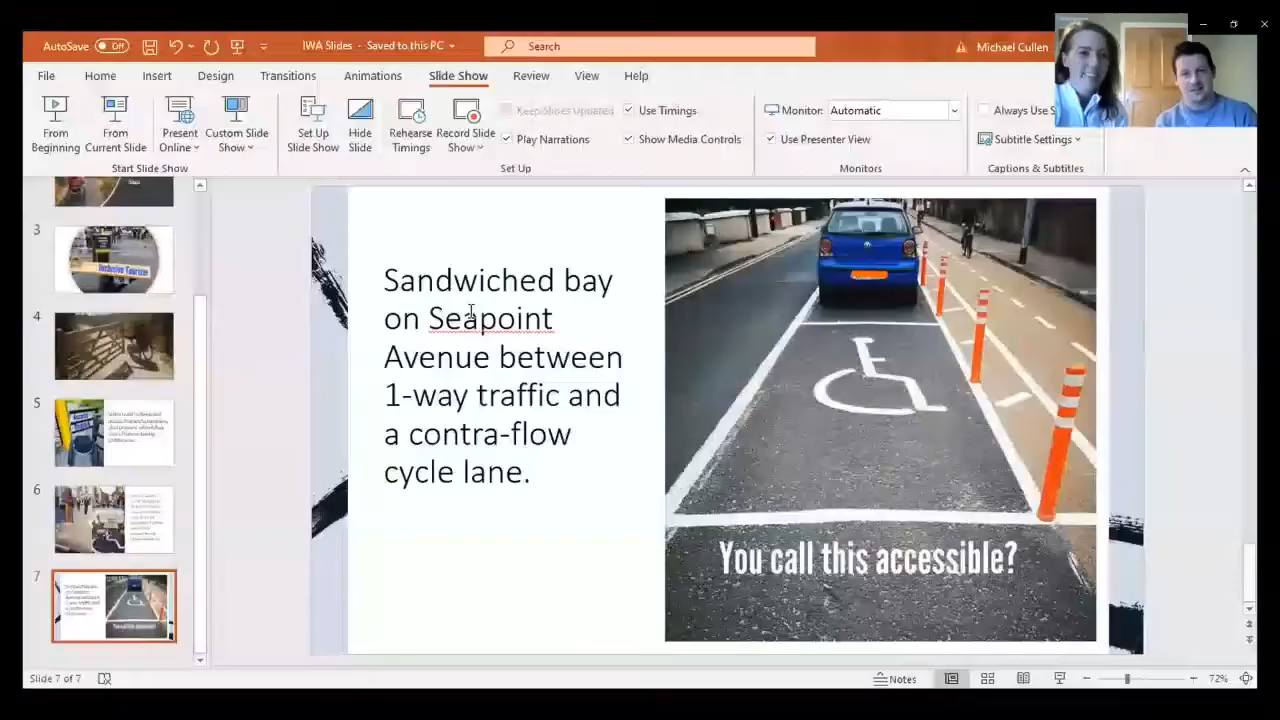 AutoSave Off
IWA Slides - Saved to this PC
Search
Michael Cullen
File Home Insert Design Transitions Animations Slide Show Review View Help
From Beginning
From Current Slide
Present Online
Custom Slide Show
Set Up Slide Show
Hide Slide
Rehearse Timings
Record Slide Show
Keep Slides Updated
Use Timings
Play Narrations
Show Media Controls
Monitor: Automatic
Use Presenter View
Always Use S
Subtitle Settings
Start Slide Show
Set Up
Monitors
Captions & Subtitles
3
Inclusive Tourism
4
5
6
7
Sandwiched bay
on Seapoint
Avenue between
1-way traffic and
a contra-flow
cycle lane.
You call this accessible?
Slide 7 of 7
Notes
72%